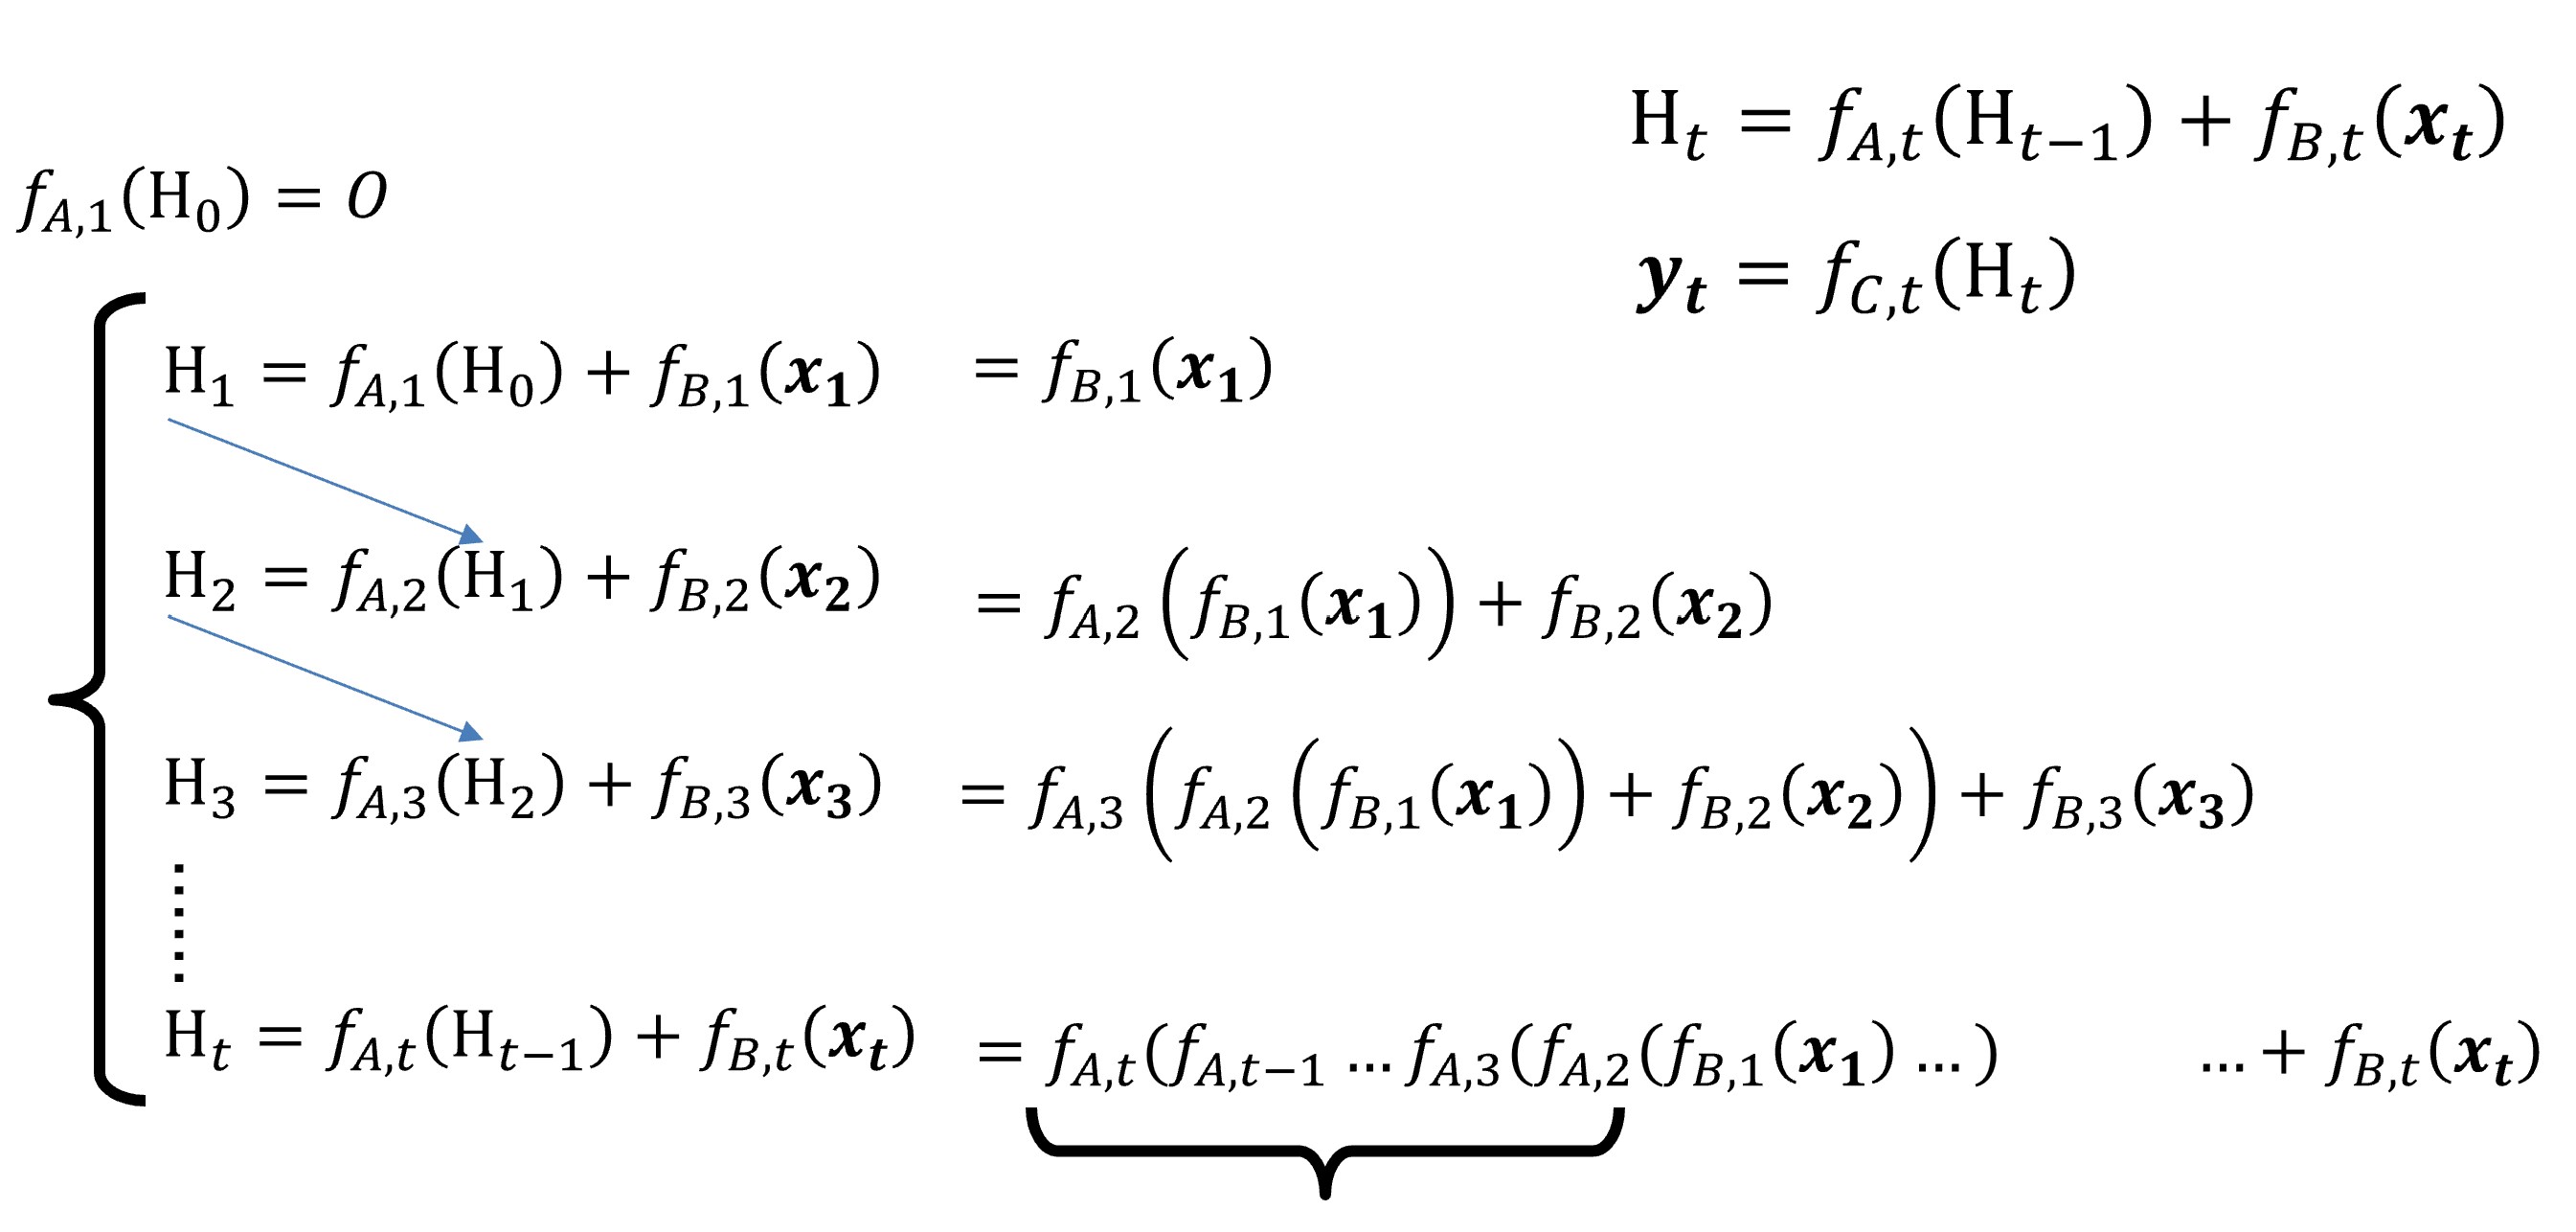 H_t = f_{A,t}(H_{t−1}) + f_{B,t}(x_t)
f_{A,1}(H_0) = O
y_t = f_{C,t}(H_t)
H_1 = f_{A,1}(H_0) + f_{B,1}(x_1) = f_{B,1}(x_1)
H_2 = f_{A,2}(H_1) + f_{B,2}(x_2) = f_{A,2}(f_{B,1}(x_1)) + f_{B,2}(x_2)
H_3 = f_{A,3}(H_2) + f_{B,3}(x_3) = f_{A,3}(f_{A,2}(f_{B,1}(x_1)) + f_{B,2}(x_2)) + f_{B,3}(x_3)
H_t = f_{A,t}(H_{t−1}) + f_{B,t}(x_t) = f_{A,t}(f_{A,t−1} … f_{A,3}(f_{A,2}(f_{B,1}(x_1) … ) … + f_{B,t}(x_t)